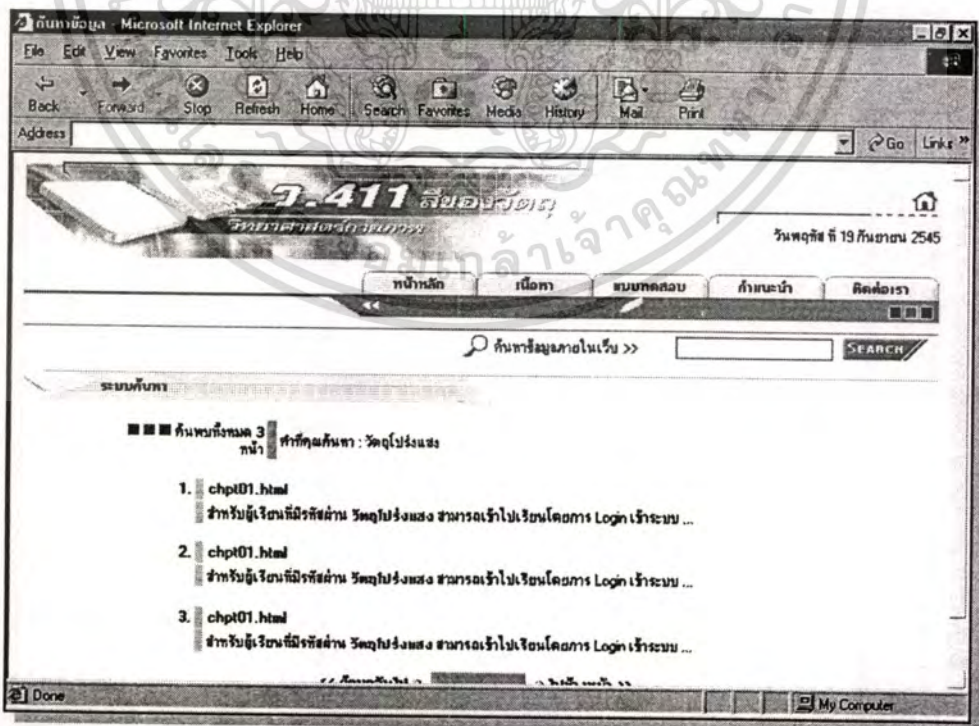 ค้นหาข้อมูล - Microsoft Internet Explorer
File Edit View Favorites Tools Help
Back Forward Stop Refresh Home Search Favorites Media History Mail Print
Address Go Links »
ว.411 สีของวัตถุ
วิทยาศาสตร์กายภาพ
วันพฤหัส ที่ 19 กันยายน 2545
หน้าหลัก เนื้อหา แบบทดสอบ คำแนะนำ ติดต่อเรา
ค้นหาข้อมูลภายในเว็บ >> SEARCH
ระบบค้นหา
ค้นพบทั้งหมด 3 หน้า คำที่คุณค้นหา : วัตถุโปร่งแสง
1. chpt01.html
สำหรับผู้เรียนที่มีรหัสผ่าน วัตถุโปร่งแสง สามารถเข้าไปเรียนโดยการ Login เข้าระบบ ...
2. chpt01.html
สำหรับผู้เรียนที่มีรหัสผ่าน วัตถุโปร่งแสง สามารถเข้าไปเรียนโดยการ Login เข้าระบบ ...
3. chpt01.html
สำหรับผู้เรียนที่มีรหัสผ่าน วัตถุโปร่งแสง สามารถเข้าไปเรียนโดยการ Login เข้าระบบ ...
Done My Computer